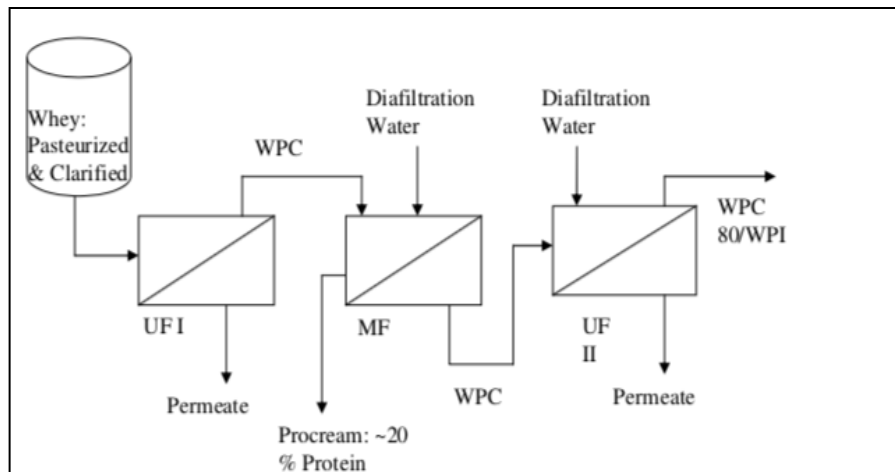 Whey:
Pasteurized
& Clarified
WPC
Diafiltration
Water
Diafiltration
Water
WPC
80/WPI
UF I
MF
UF
II
Permeate
WPC
Permeate
Procream: ~20
% Protein